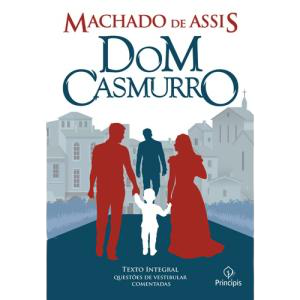 MACHADO DE ASSIS
DOM
CASMURRO
TEXTO INTEGRAL
QUESTÕES DE VESTIBULAR
COMENTADAS
Principis